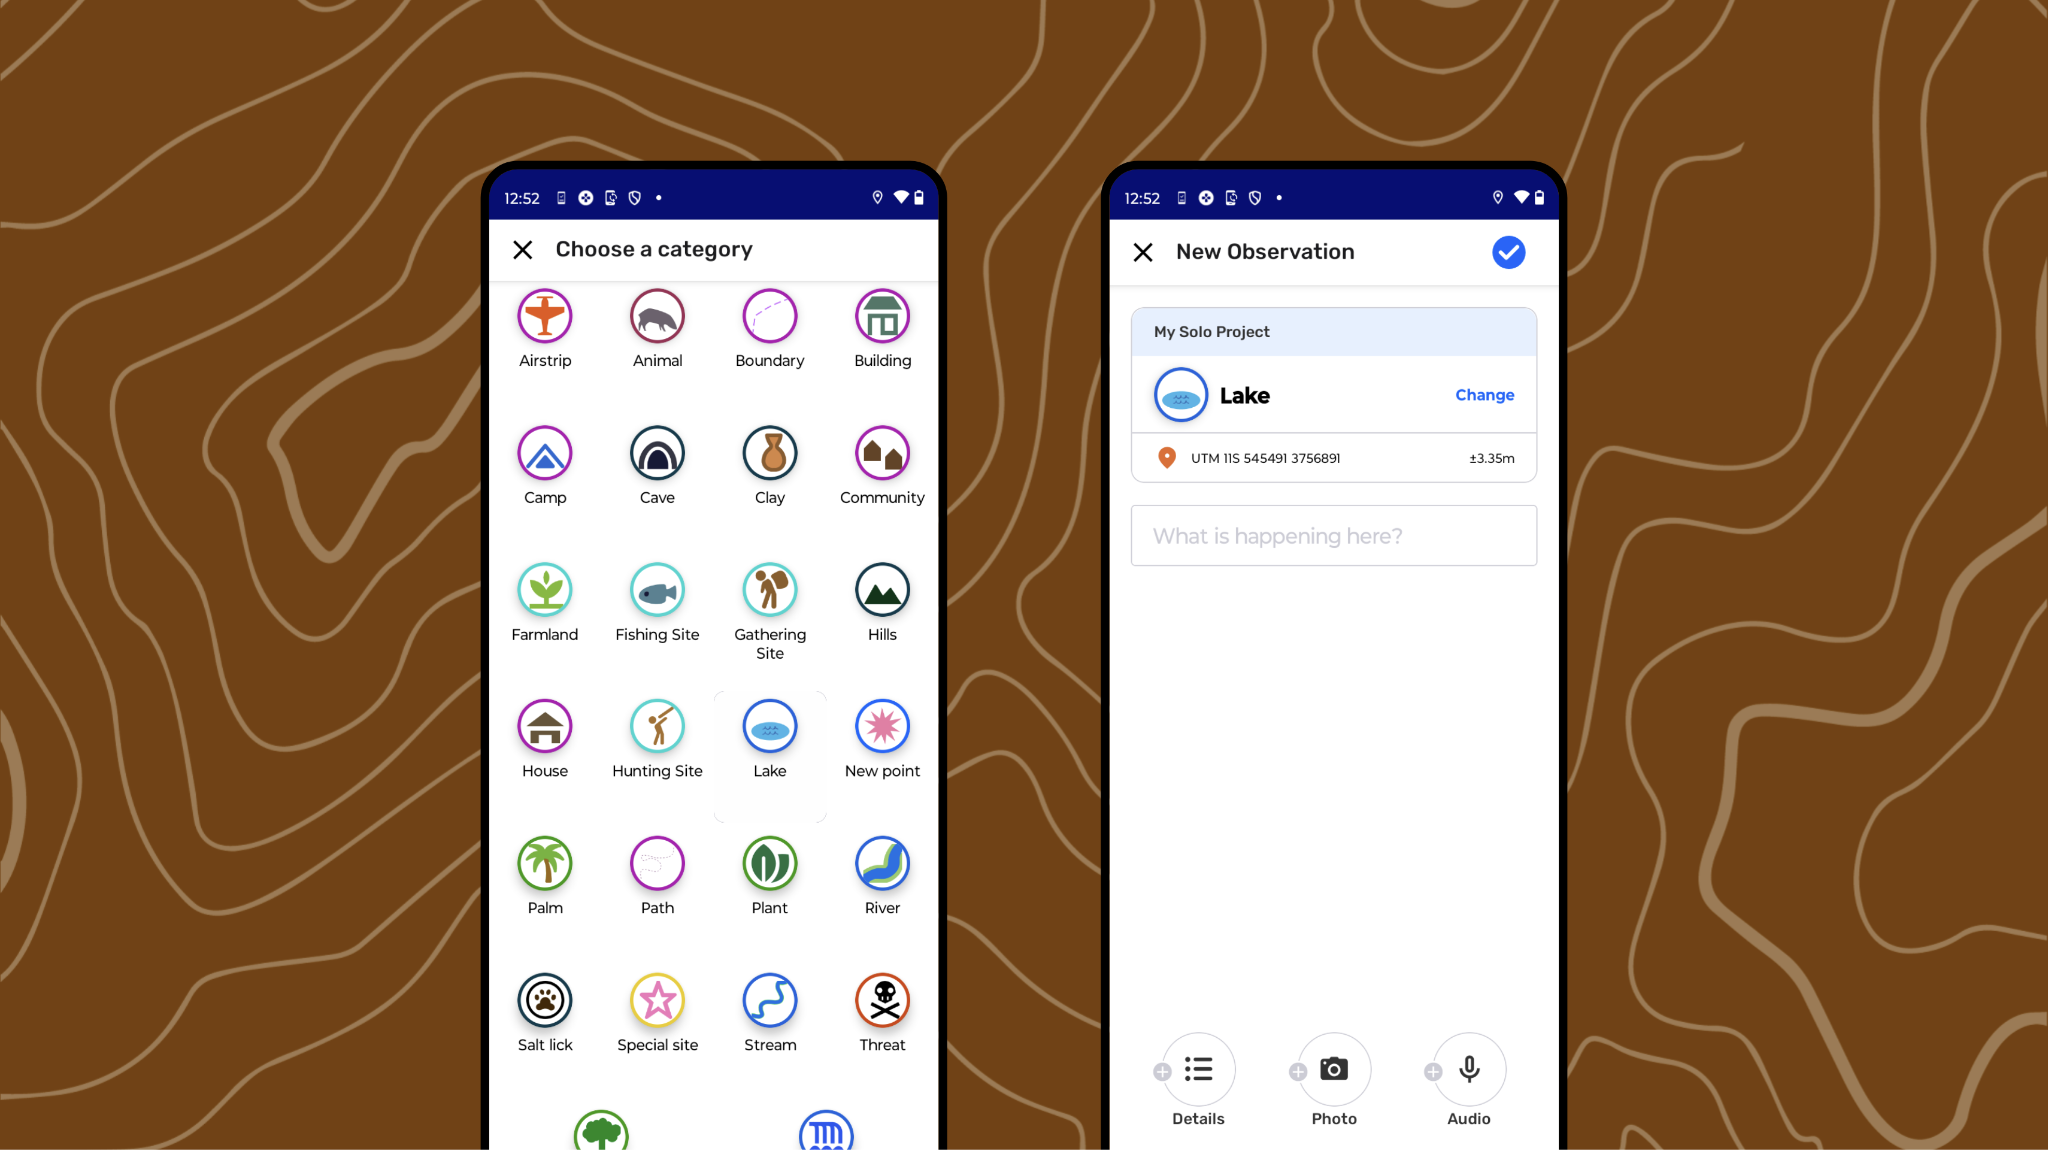 12:52
Choose a category
Airstrip
Animal
Boundary
Building
Camp
Cave
Clay
Community
Farmland
Fishing Site
Gathering
Site
Hills
House
Hunting Site
Lake
New point
Palm
Path
Plant
River
Salt lick
Special site
Stream
Threat
12:52
New Observation
My Solo Project
Lake
Change
UTM 11S 545491 3756891
±3.35m
What is happening here?
Details
Photo
Audio